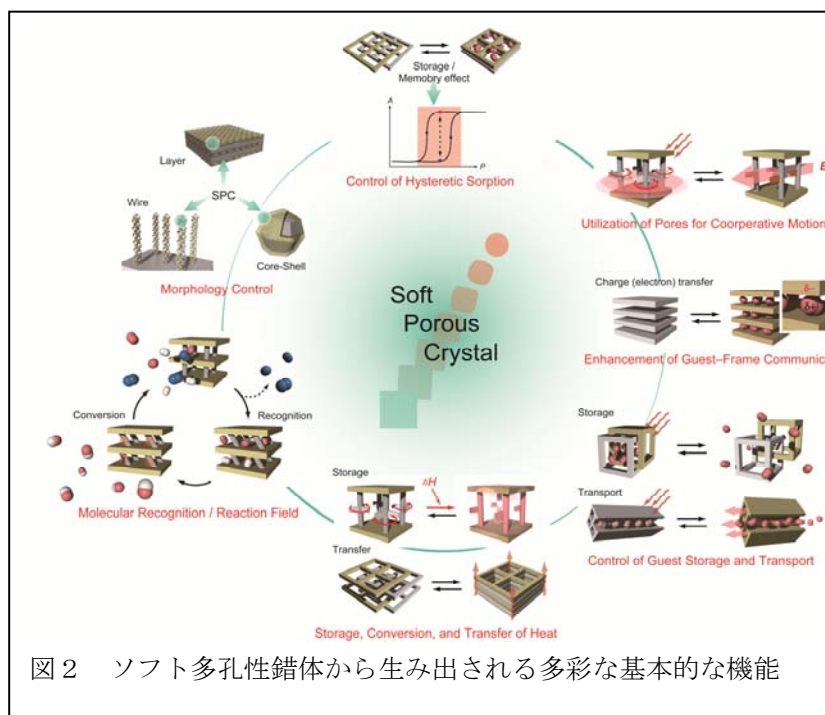 Storage /
Memobry effect
A
P
Control of Hysteretic Sorption
Layer
SPC
Wire
Core-Shell
Morphology Control
E
Utilization of Pores for Coorperative Motion
Charge (electron) transfer
δ-
δ+
Enhancement of Guest–Frame Communic
Soft
Porous
Crystal
Conversion
Recognition
Molecular Recognition / Reaction Field
Storage
Transport
Control of Guest Storage and Transport
Storage
ΔH
Transfer
Storage, Conversion, and Transfer of Heat
図２　ソフト多孔性錯体から生み出される多彩な基本的な機能